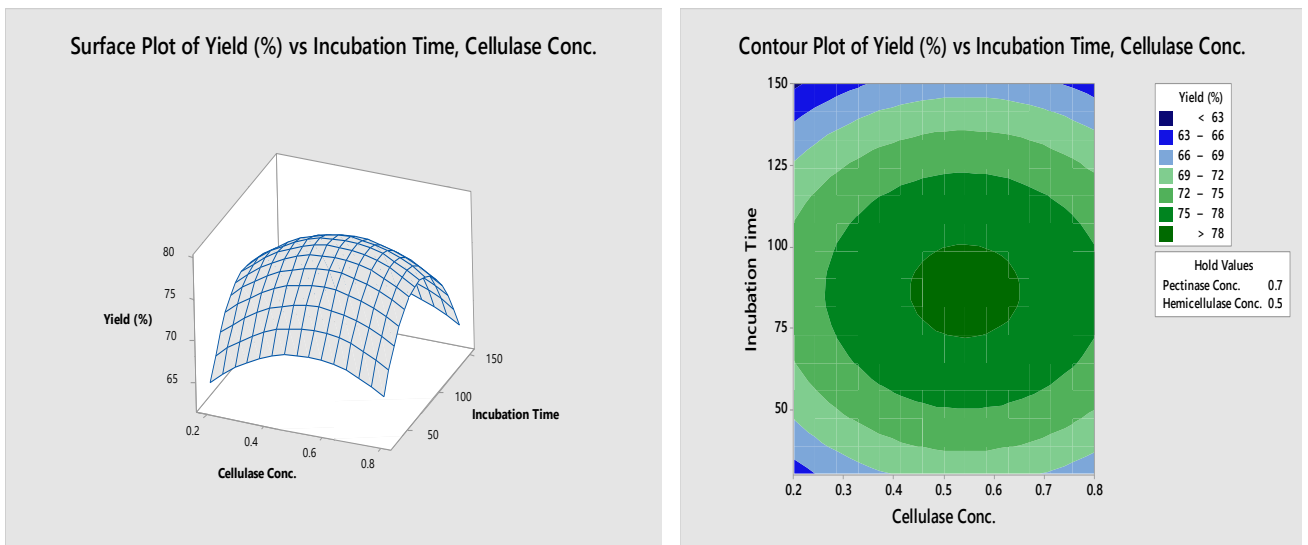 Surface Plot of Yield (%) vs Incubation Time, Cellulase Conc.
80
75
70
65
Yield (%)
0.2
0.4
0.6
0.8
Cellulase Conc.
50
100
150
Incubation Time
Contour Plot of Yield (%) vs Incubation Time, Cellulase Conc.
150
125
100
75
50
Incubation Time
0.2 0.3 0.4 0.5 0.6 0.7 0.8
Cellulase Conc.
Yield (%)
< 63
63 – 66
66 – 69
69 – 72
72 – 75
75 – 78
> 78
Hold Values
Pectinase Conc. 0.7
Hemicellulase Conc. 0.5